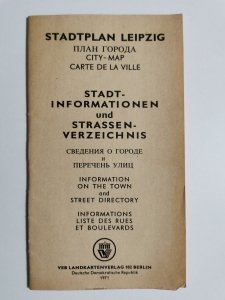 STADTPLAN LEIPZIG
ПЛАН ГОРОДА
CITY-MAP
CARTE DE LA VILLE
STADT-
INFORMATIONEN
und
STRASSEN-
VERZEICHNIS
СВЕДЕНИЯ О ГОРОДЕ
и
ПЕРЕЧЕНЬ УЛИЦ
INFORMATION
ON THE TOWN
and
STREET DIRECTORY
INFORMATIONS
LISTE DES RUES
ET BOULEVARDS
VEB LANDKARTENVERLAG 102 BERLIN
Deutsche Demokratische Republik
1971